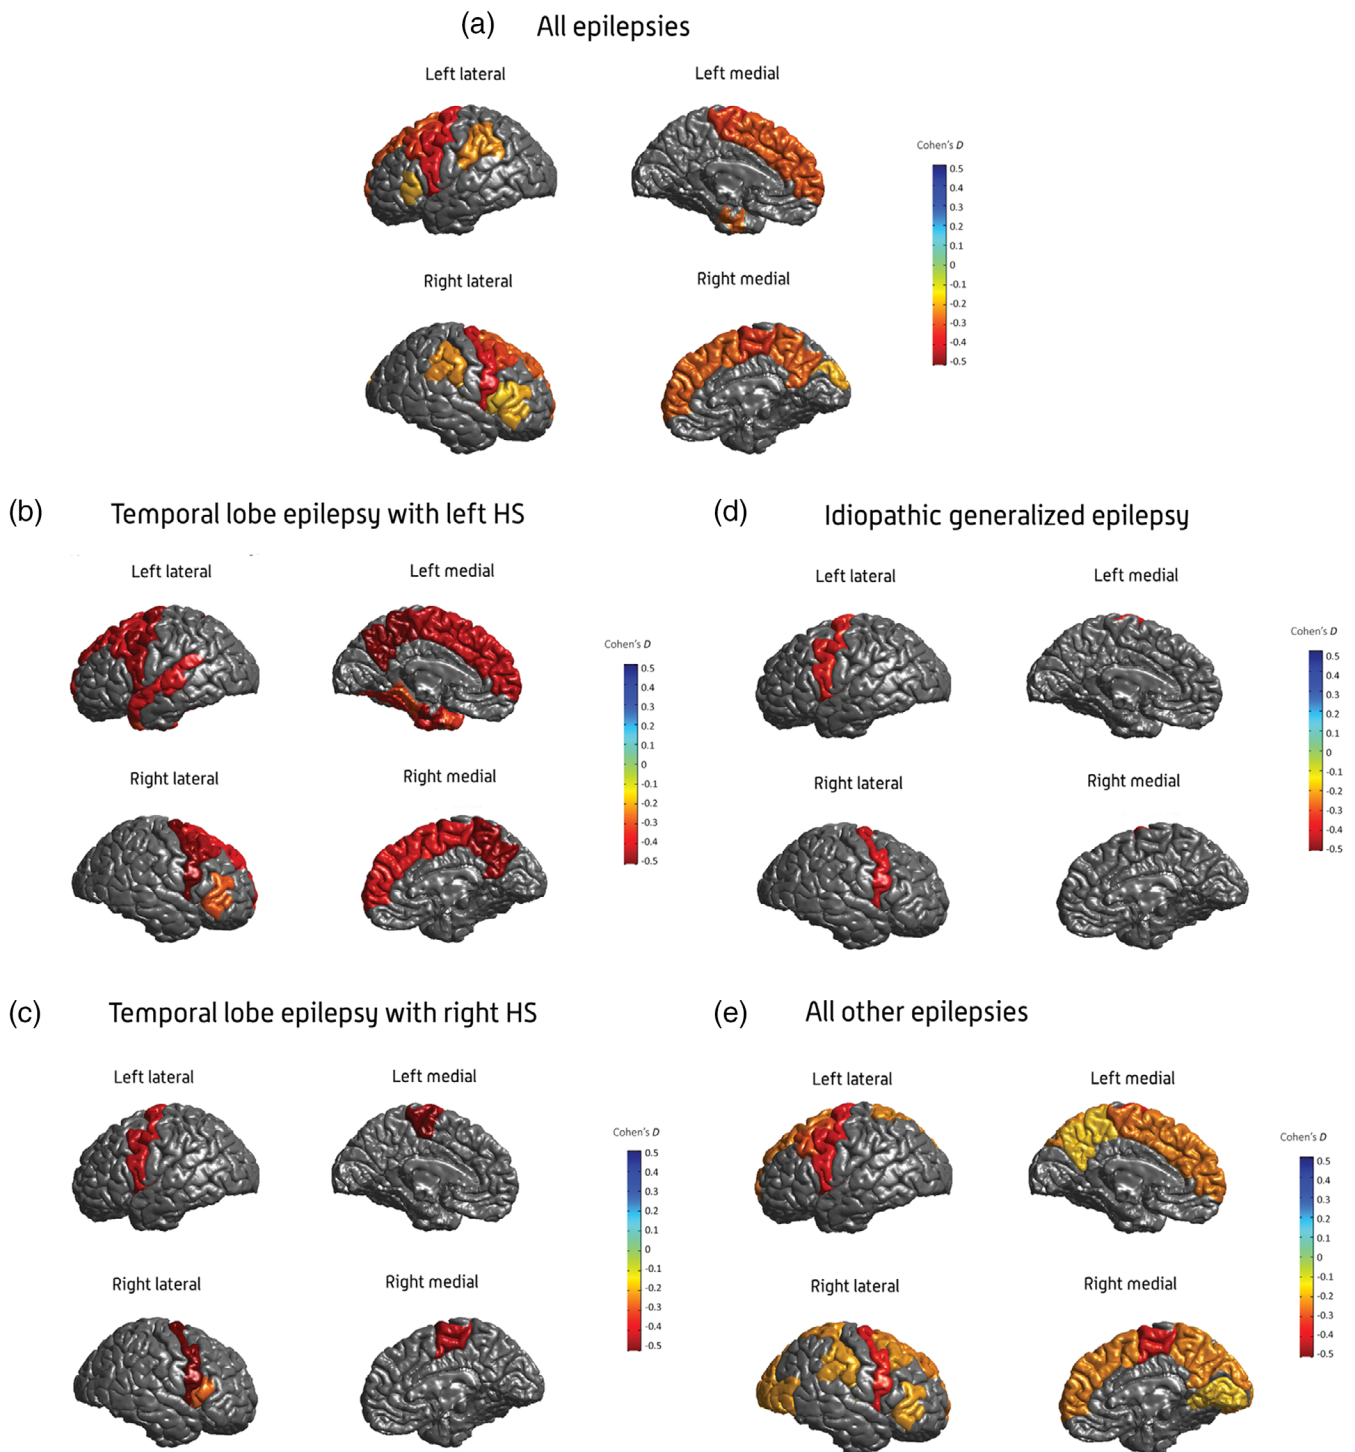 (a) All epilepsies
Left lateral
Left medial
Cohen's D
0.5
0.4
0.3
0.2
0.1
0
-0.1
-0.2
-0.3
-0.4
-0.5
Right lateral
Right medial
(b) Temporal lobe epilepsy with left HS
Left lateral
Left medial
Cohen's D
0.5
0.4
0.3
0.2
0.1
0
-0.1
-0.2
-0.3
-0.4
-0.5
Right lateral
Right medial
(d) Idiopathic generalized epilepsy
Left lateral
Left medial
Cohen's D
0.5
0.4
0.3
0.2
0.1
0
-0.1
-0.2
-0.3
-0.4
-0.5
Right lateral
Right medial
(c) Temporal lobe epilepsy with right HS
Left lateral
Left medial
Cohen's D
0.5
0.4
0.3
0.2
0.1
0
-0.1
-0.2
-0.3
-0.4
-0.5
Right lateral
Right medial
(e) All other epilepsies
Left lateral
Left medial
Cohen's D
0.5
0.4
0.3
0.2
0.1
0
-0.1
-0.2
-0.3
-0.4
-0.5
Right lateral
Right medial